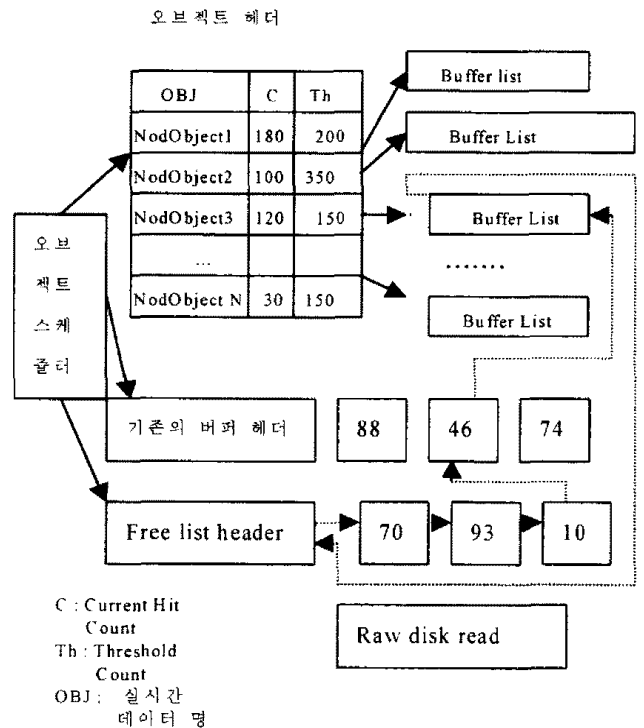 오브젝트 헤더
OBJ C Th
NodObject1 180 200
NodObject2 100 350
NodObject3 120 150
...
NodObject N 30 150
Buffer list
Buffer List
Buffer List
.......
Buffer List
오브
젝트
스케
줄러
기존의 버퍼 헤더
88 46 74
Free list header
70 93 10
Raw disk read
C : Current Hit
Count
Th : Threshold
Count
OBJ : 실시간
데이터 명